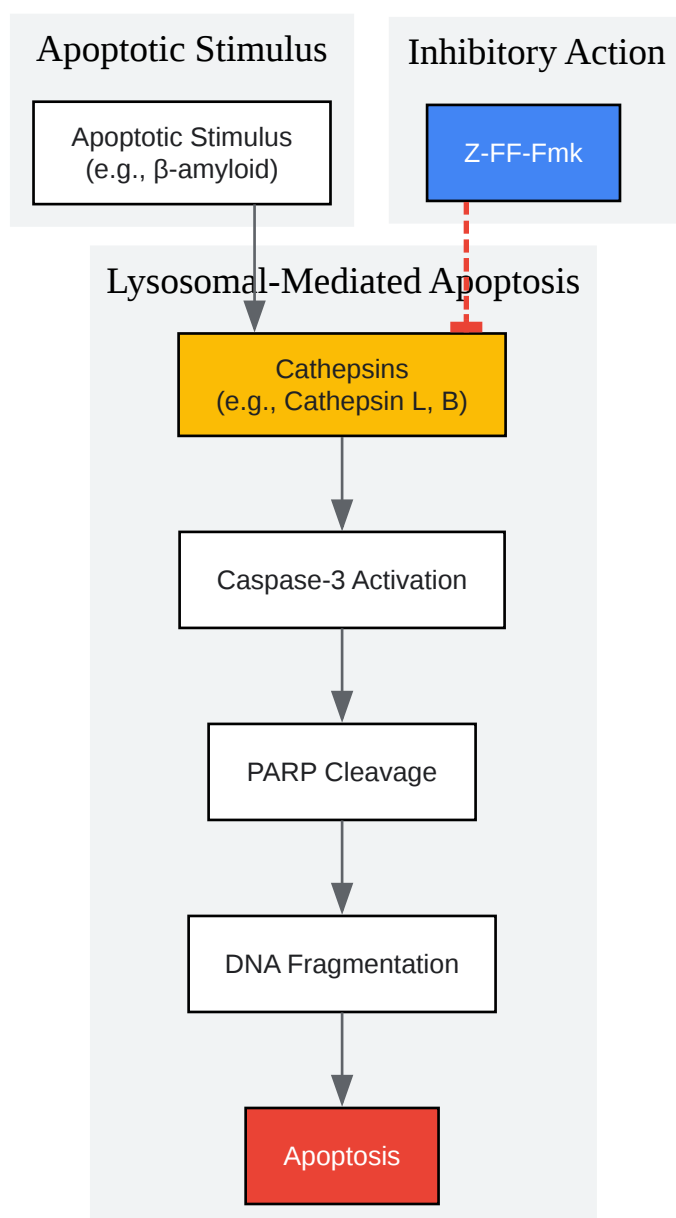 Apoptotic Stimulus
Apoptotic Stimulus
(e.g., β-amyloid)
Inhibitory Action
Z-FF-Fmk
Lysosomal-Mediated Apoptosis
Cathepsins
(e.g., Cathepsin L, B)
Caspase-3 Activation
PARP Cleavage
DNA Fragmentation
Apoptosis